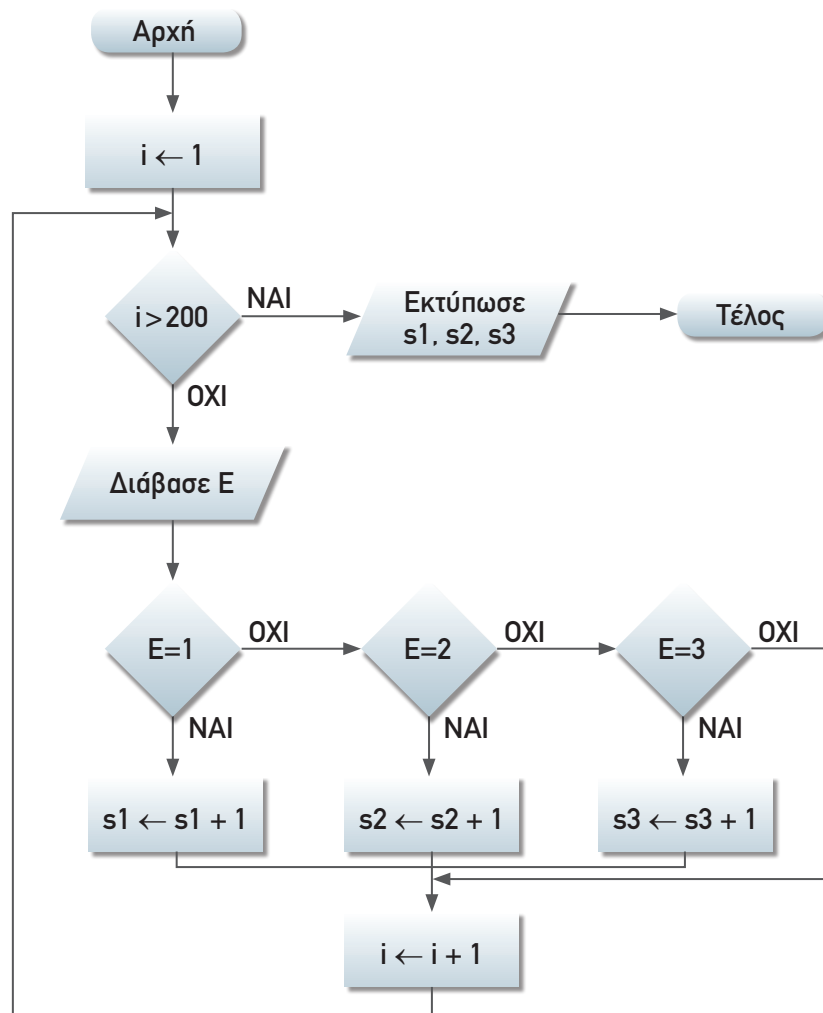 Αρχή
i ← 1
i > 200
ΝΑΙ
Εκτύπωσε
s1, s2, s3
Τέλος
ΟΧΙ
Διάβασε Ε
Ε=1
ΟΧΙ
Ε=2
ΟΧΙ
Ε=3
ΟΧΙ
ΝΑΙ
ΝΑΙ
ΝΑΙ
s1 ← s1 + 1
s2 ← s2 + 1
s3 ← s3 + 1
i ← i + 1